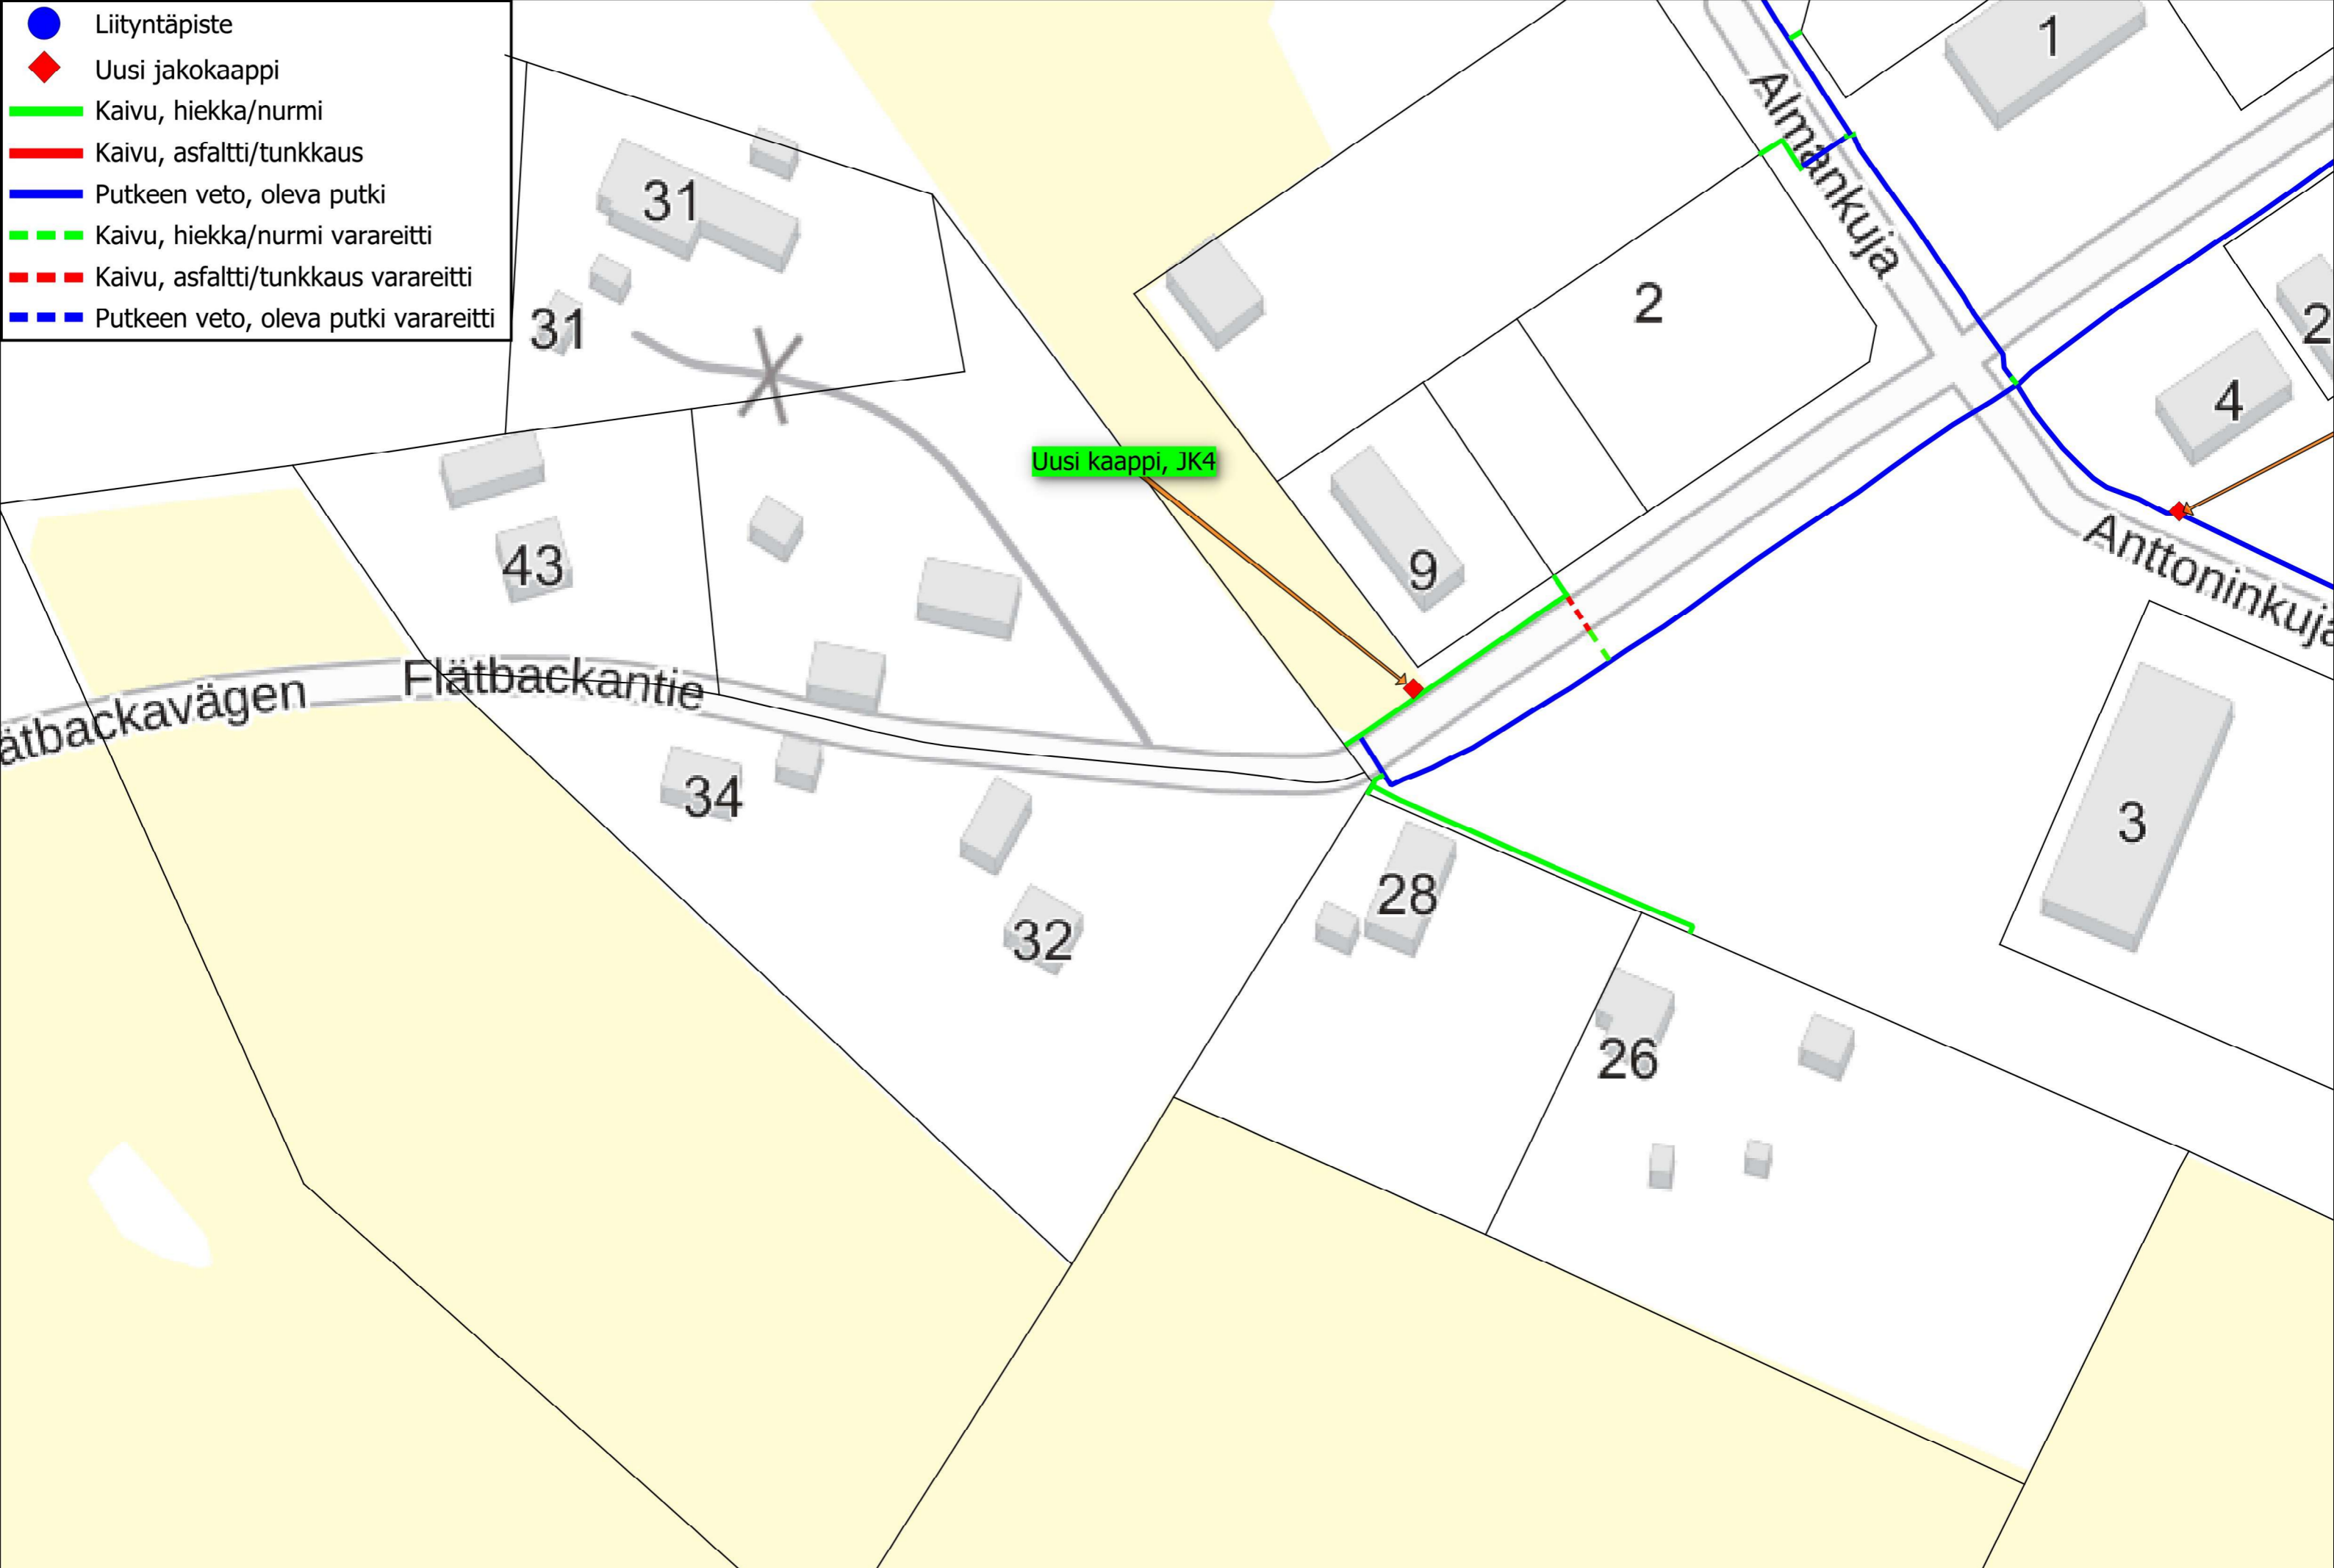 Liityntäpiste
Uusi jakokaappi
Kaivu, hiekka/nurmi
Kaivu, asfaltti/tunkkaus
Putkeen veto, oleva putki
Kaivu, hiekka/nurmi varareitti
Kaivu, asfaltti/tunkkaus varareitti
Putkeen veto, oleva putki varareitti
1
Almankuja
31
31
2
2
4
Uusi kaappi, JK4
43
9
Anttoninkuja
Flätbackantie
ätbackavägen
34
3
28
32
26